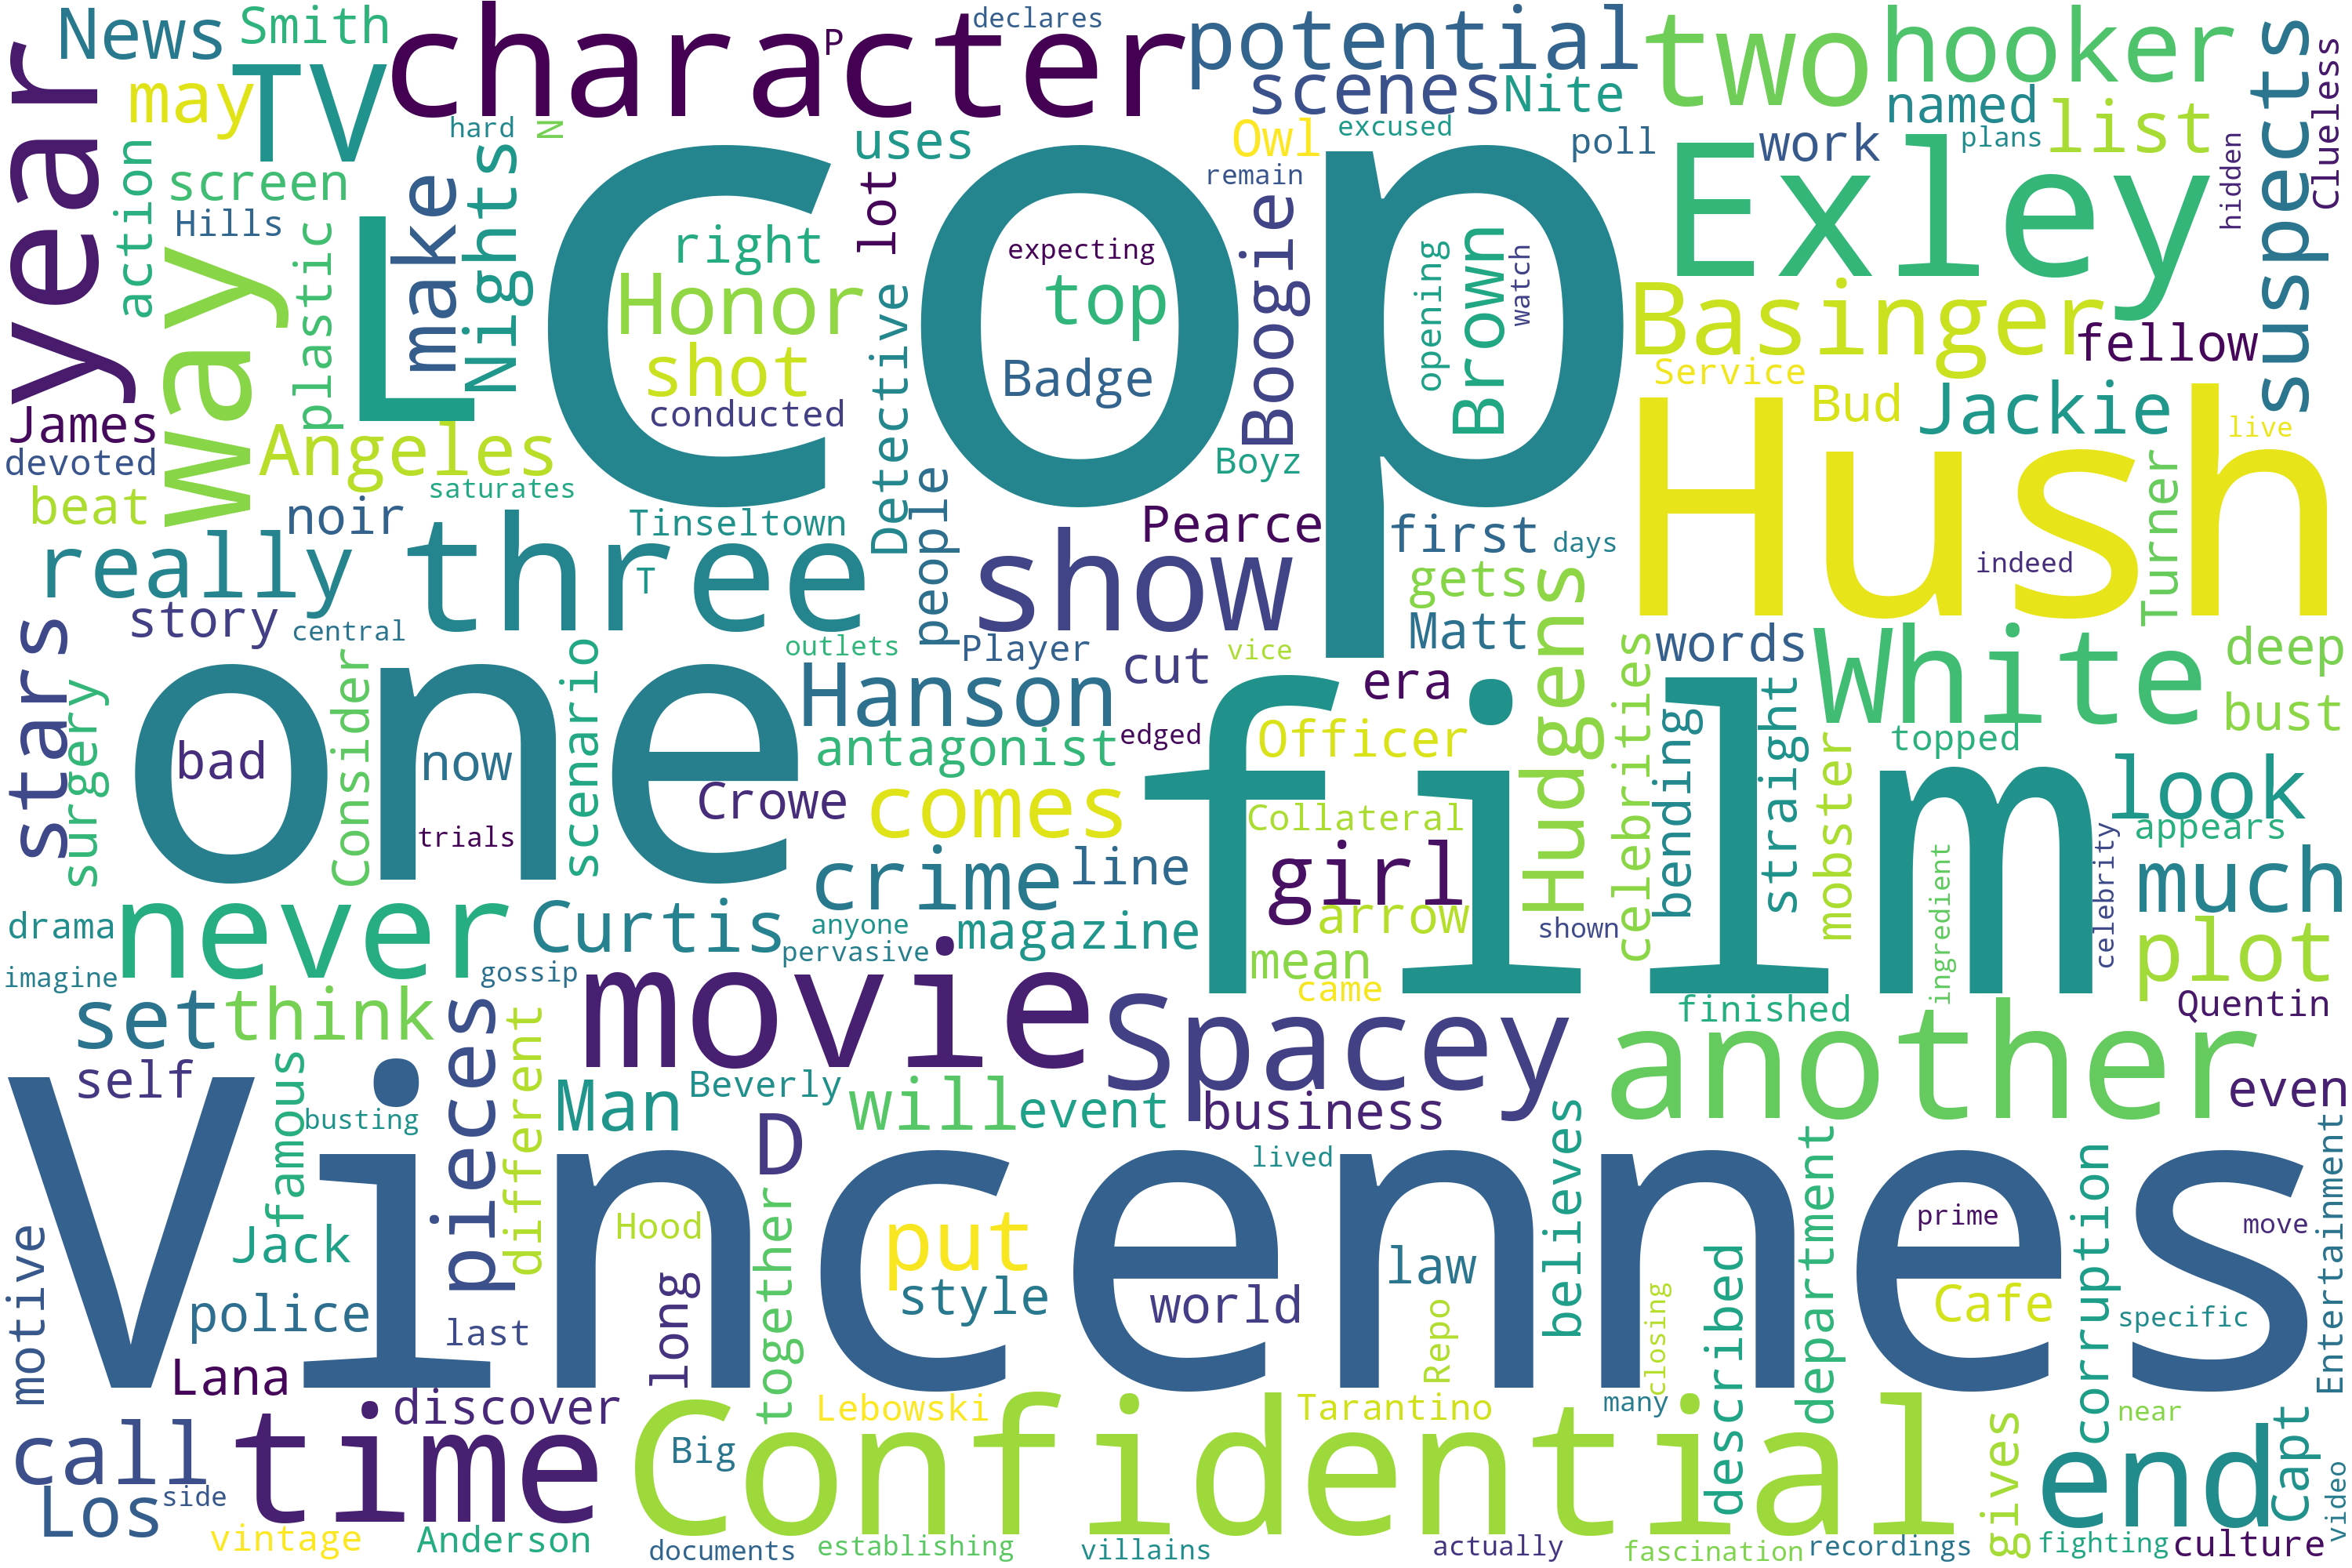 News
Smith
TV
may
character
P
declares
potential
scenes
Nite
two
hooker
named
list
suspects
Clueless
year
action
screen
Hills
plastic
way
make
hard
Nights
N
L
Cop
uses
lot
Owl
remain
excused
poll
work
plans
hidden
Exley
right
Honor
shot
conducted
expecting
top
Badge
Detective
Boogie
opening
Brown
watch
Basinger
fellow
Service
Bud
Jackie
live
James
devoted
beat
Angeles
saturates
noir
really
Tinseltown
T
three
people
show
Pearce
Boyz
first
days
gets
Matt
Hush
indeed
Turner
story
central
stars
surgery
Consider
scenario
outlets
Player
cut
vice
era
Hudgens
celebrities
words
bending
straight
White
mobster
topped
deep
bust
one
bad
now
trials
Hanson
antagonist
edged
Officer
Crowe
comes
film
Collateral
look
appears
celebrity
crime
line
girl
arrow
ingredient
much
plot
drama
imagine
never
Curtis
gossip
anyone
pervasive
magazine
mean
came
shown
finished
Quentin
set
think
movie
Spacey
another
even
self
pieces
different
famous
busting
Man
Beverly
will
event
business
D
lived
believes
department
corruption
Entertainment
Vincennes
Jack
police
motive
last
Hood
long
together
put
style
world
law
Repo
closing
described
prime
Cafe
specific
move
Lana
discover
Lebowski
Tarantino
many
near
call
Los
side
time
Confidential
Big
end
gives
Capt
video
vintage
Anderson
documents
establishing
villains
actually
fascination
recordings
fighting
culture